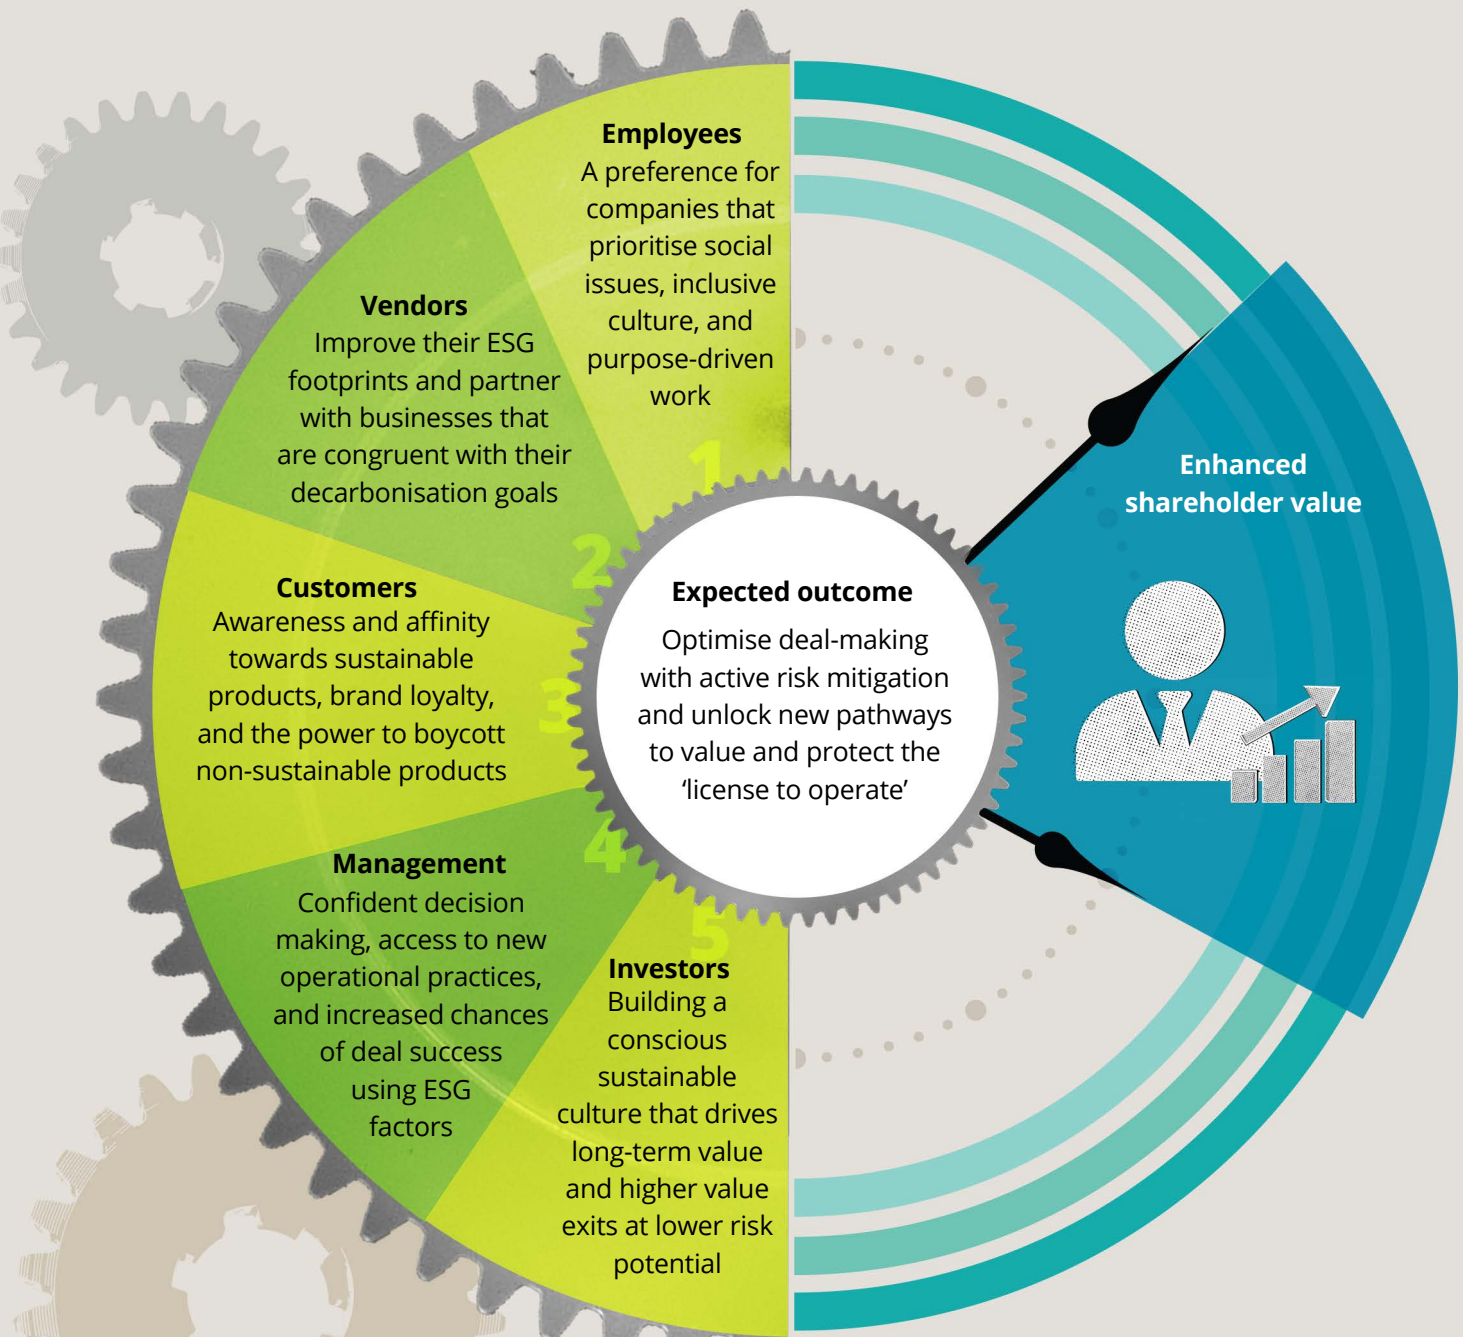 Employees
A preference for
companies that
prioritise social
issues, inclusive
culture, and
purpose-driven
work
1
Vendors
Improve their ESG
footprints and partner
with businesses that
are congruent with their
decarbonisation goals
2
Customers
Awareness and affinity
towards sustainable
products, brand loyalty,
and the power to boycott
non-sustainable products
3
Management
Confident decision
making, access to new
operational practices,
and increased chances
of deal success
using ESG
factors
4
Investors
Building a
conscious
sustainable
culture that drives
long-term value
and higher value
exits at lower risk
potential
5
Expected outcome
Optimise deal-making
with active risk mitigation
and unlock new pathways
to value and protect the
‘license to operate’
Enhanced
shareholder value